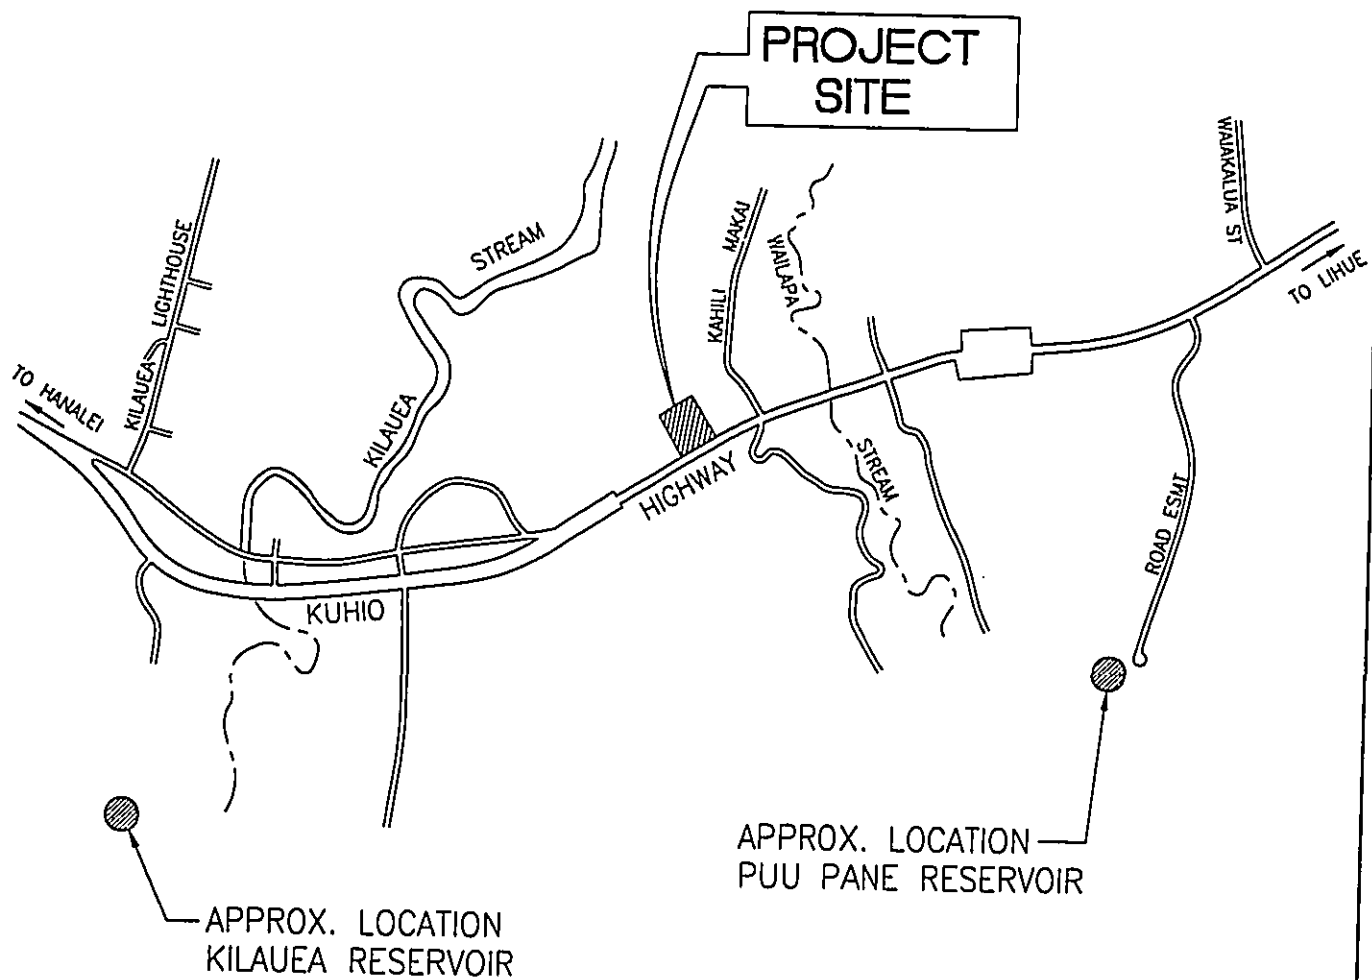 PROJECT
SITE
WAIAKALUA ST
TO LIHUE
KILAUEA LIGHTHOUSE
STREAM
KILAUEA
KAHILI MAKAI
WAILAPA
STREAM
TO HANALEI
HIGHWAY
KUHIO
ROAD ESMT
APPROX. LOCATION
PUU PANE RESERVOIR
APPROX. LOCATION
KILAUEA RESERVOIR